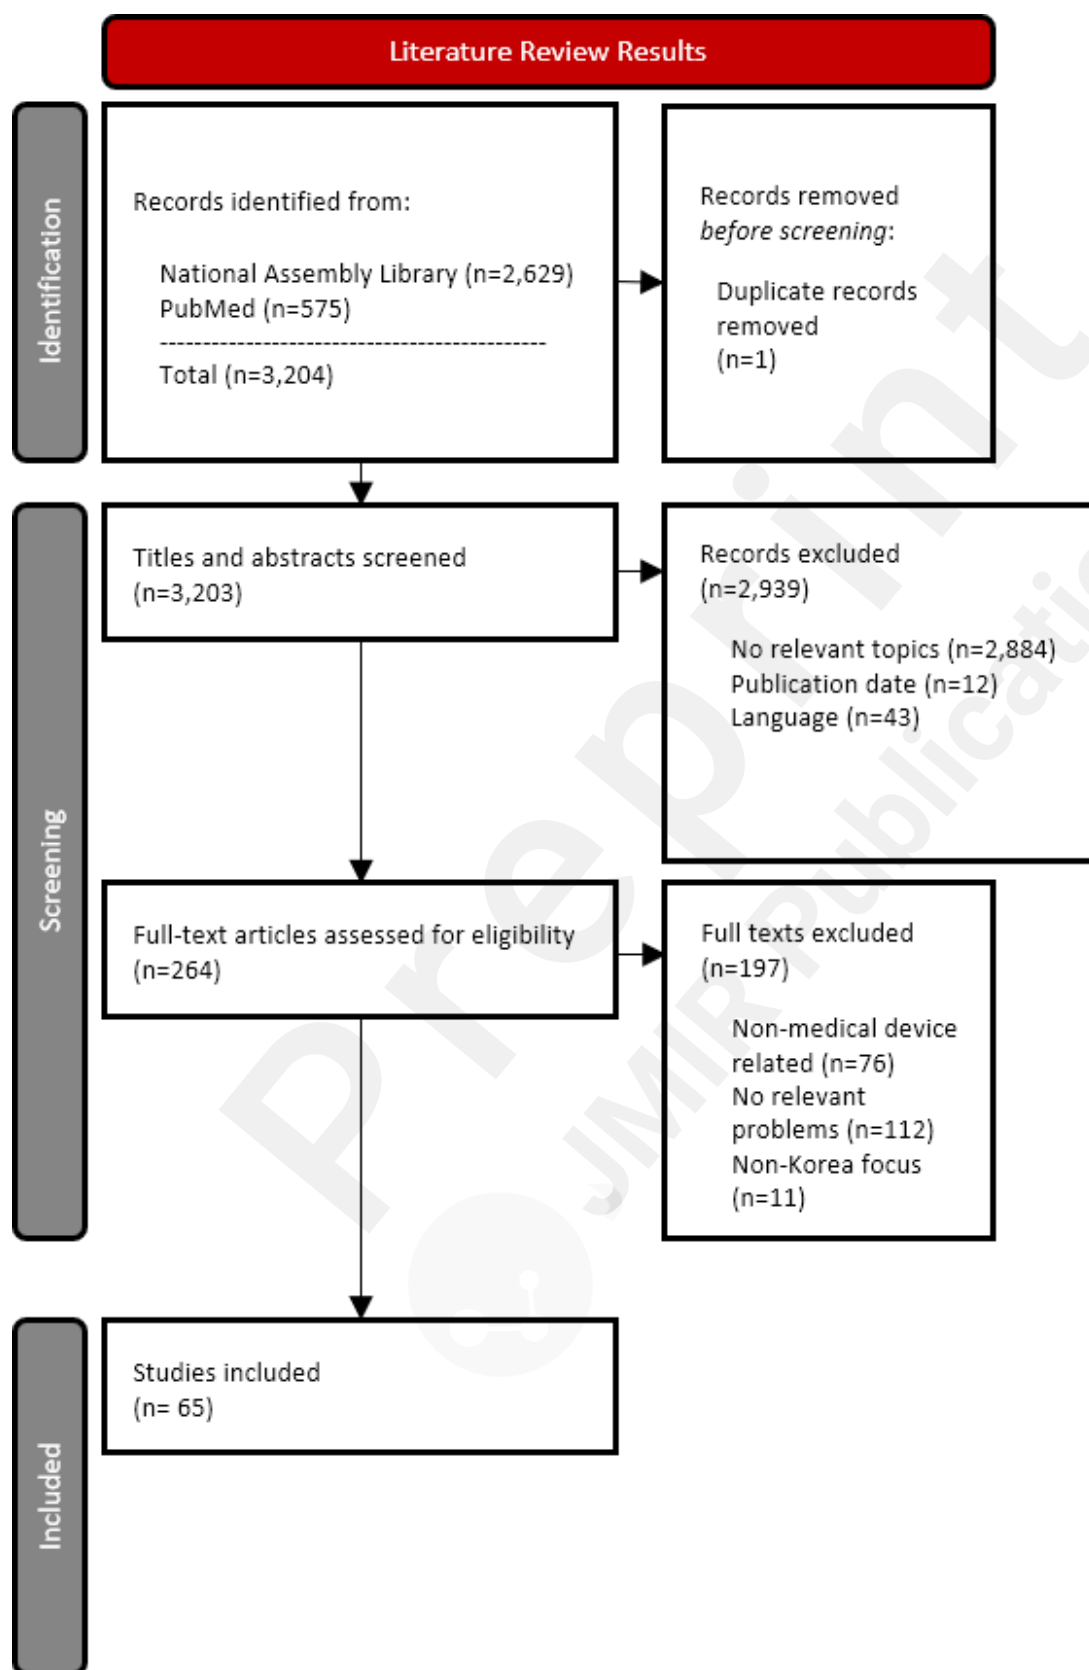 Literature Review Results
Identification
Records identified from:
National Assembly Library (n=2,629)
PubMed (n=575)
---------------------------------------------
Total (n=3,204)
Records removed
before screening:
Duplicate records
removed
(n=1)
Screening
Titles and abstracts screened
(n=3,203)
Records excluded
(n=2,939)
No relevant topics (n=2,884)
Publication date (n=12)
Language (n=43)
Full-text articles assessed for eligibility
(n=264)
Full texts excluded
(n=197)
Non-medical device
related (n=76)
No relevant
problems (n=112)
Non-Korea focus
(n=11)
Included
Studies included
(n= 65)
Preprint
JMIR Publicatio